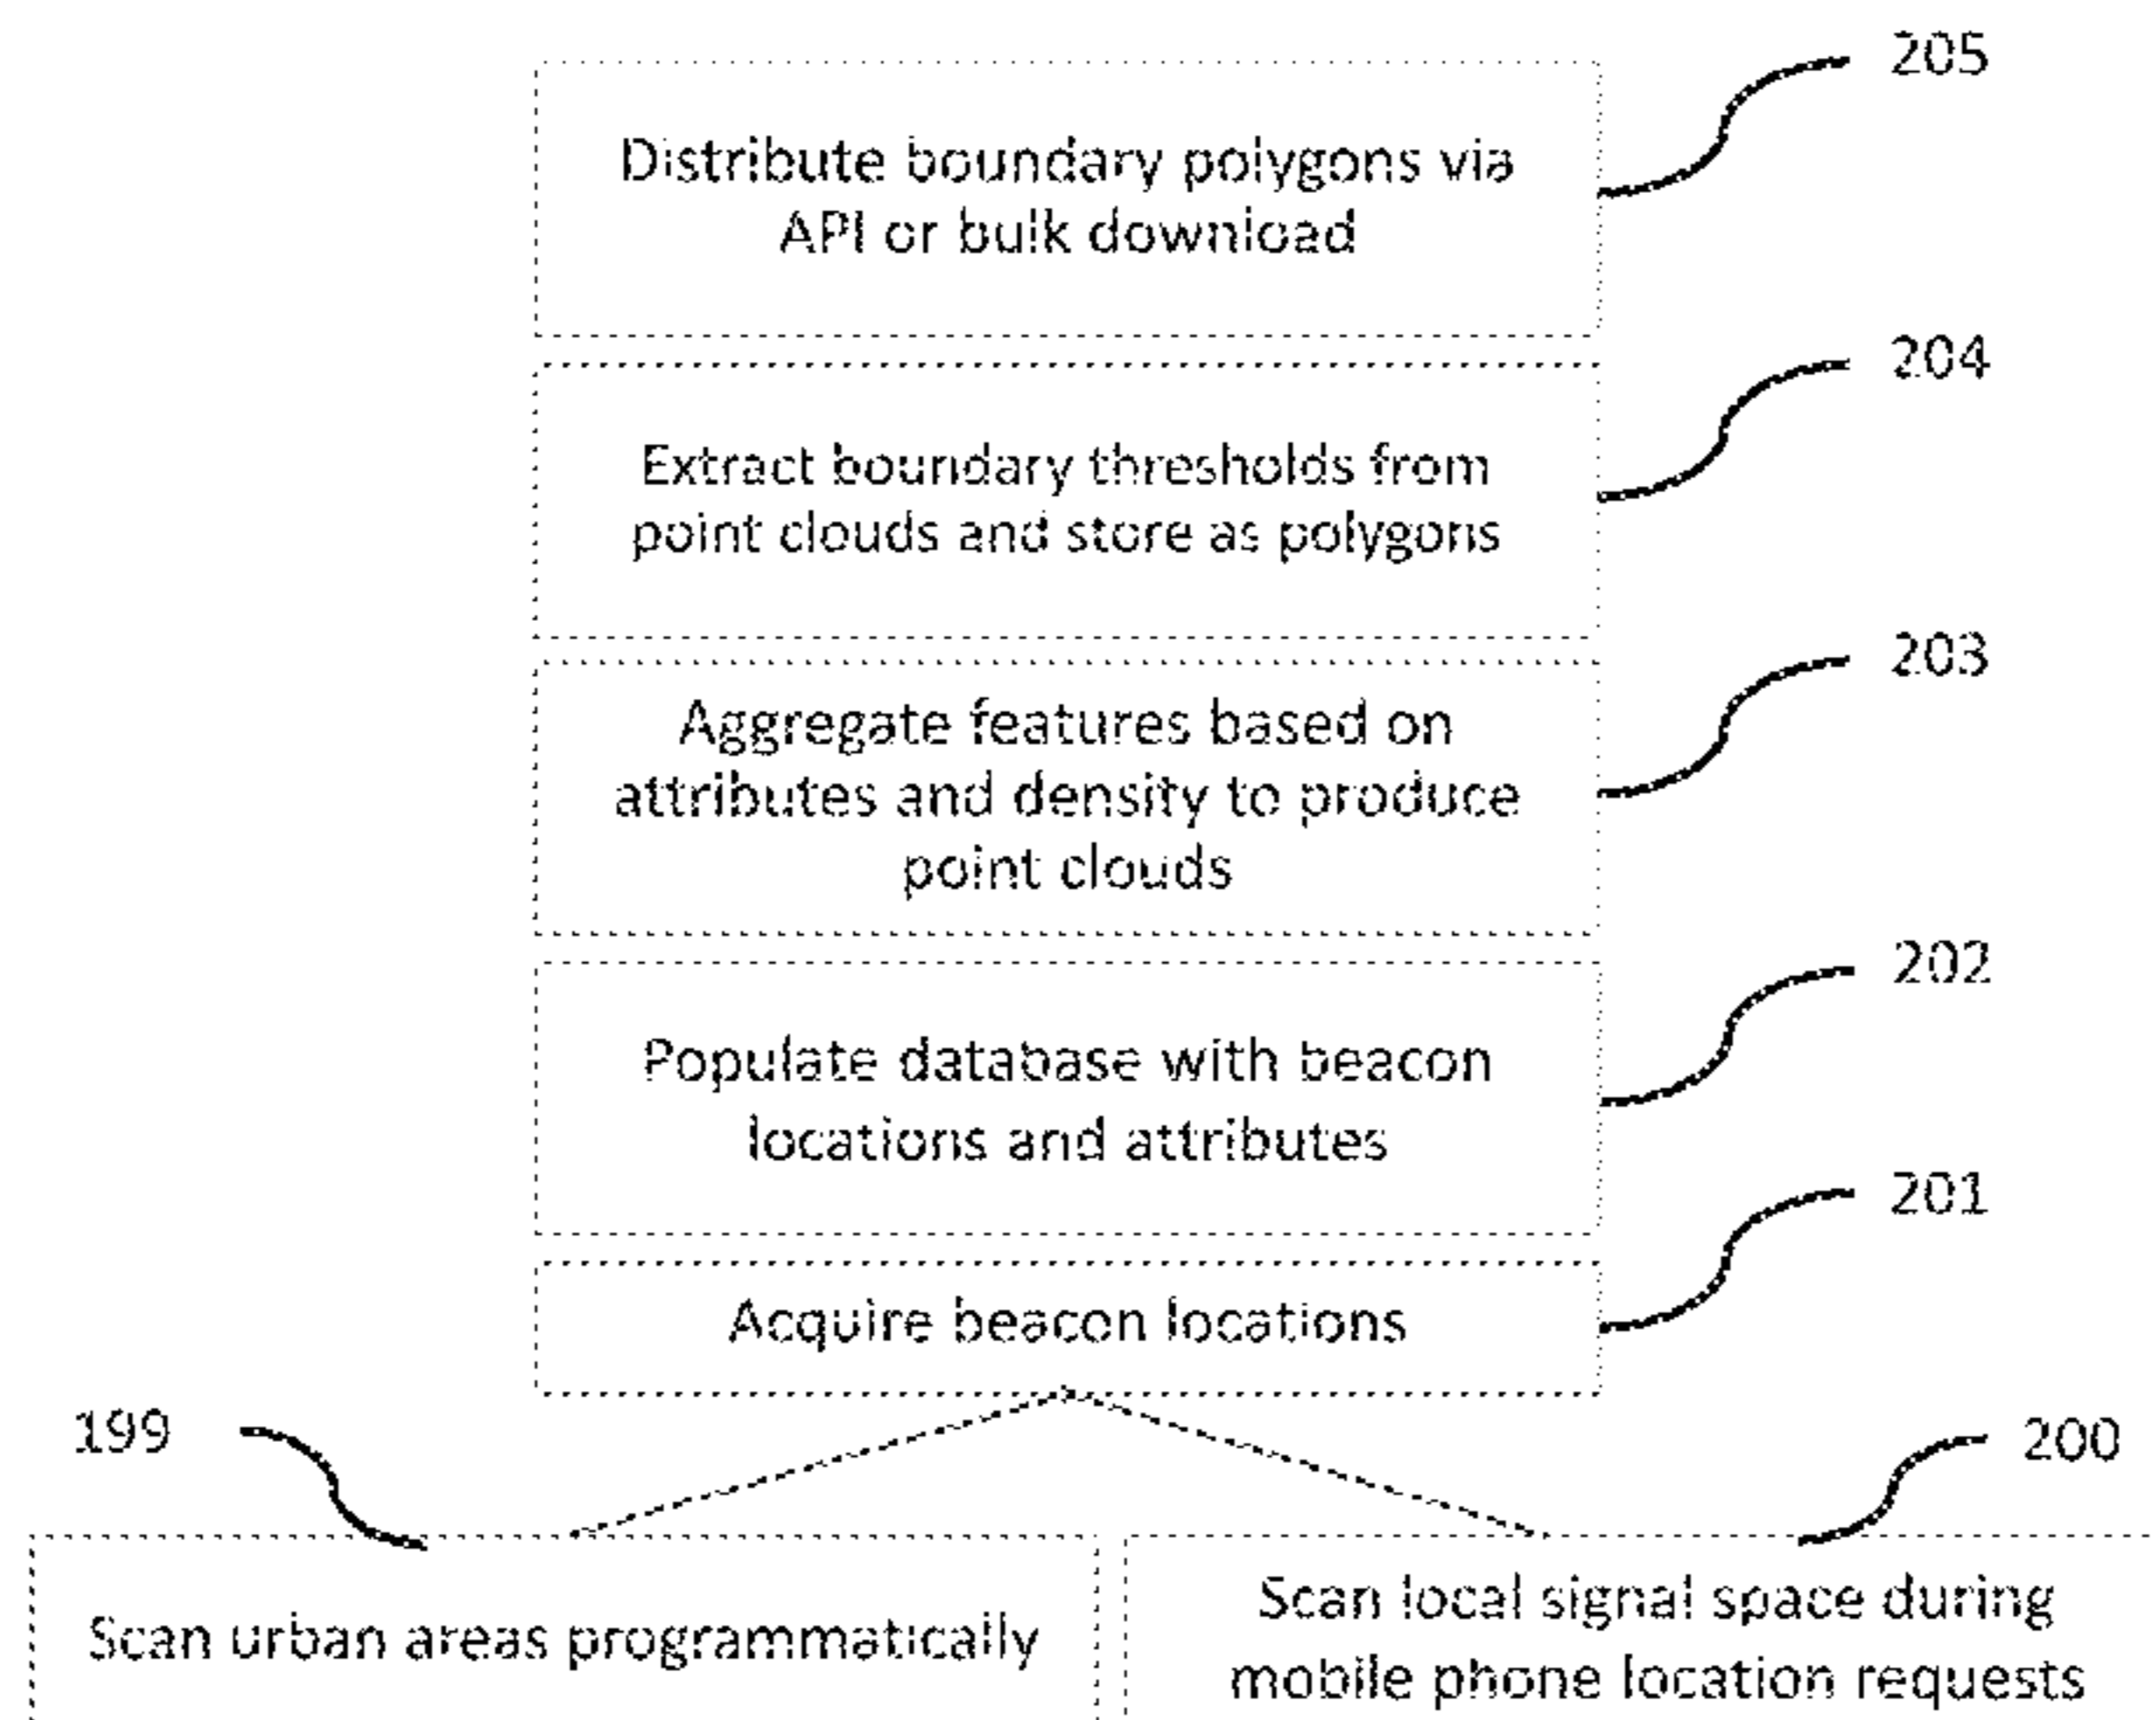 205
Distribute boundary polygons via
API or bulk download
204
Extract boundary thresholds from
point clouds and store as polygons
203
Aggregate features based on
attributes and density to produce
point clouds
202
Populate database with beacon
locations and attributes
201
Acquire beacon locations
199
200
Scan urban areas programmatically
Scan local signal space during
mobile phone location requests